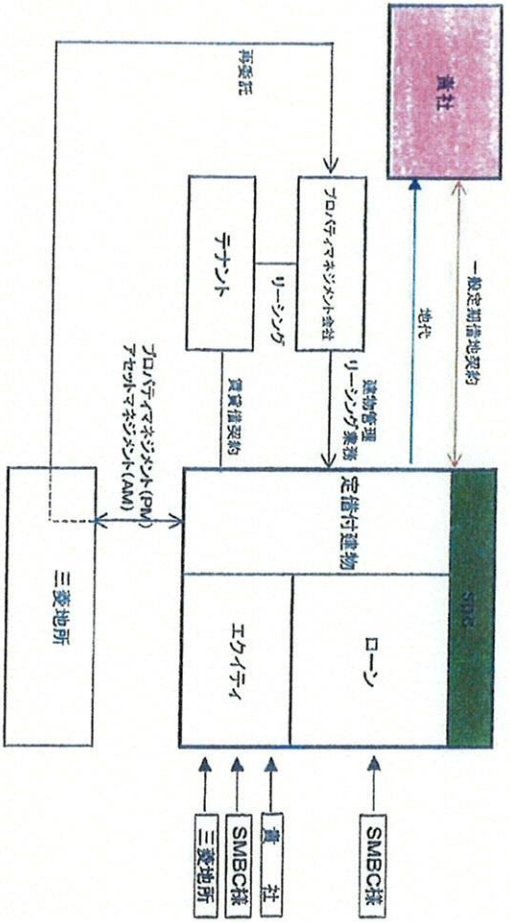 貴社
一般定期借地契約
地代
SPC
再委託
プロパティマネジメント会社
建物管理
リーシング業務
リーシング
テナント
賃貸借契約
定借付建物
ローン
エクイティ
SMBC様
貴 社
SMBC様
三菱地所
プロパティマネジメント(PM)
アセットマネジメント(AM)
三菱地所